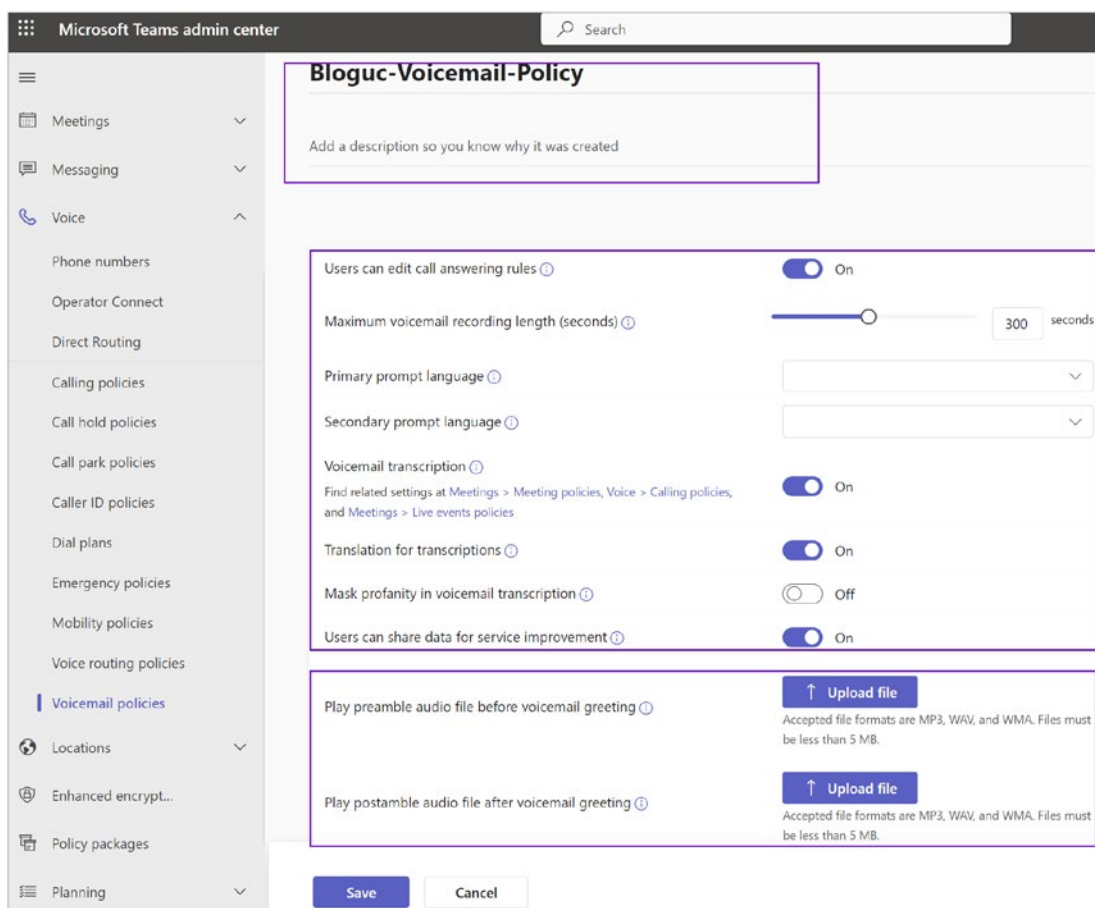 Microsoft Teams admin center
Search
Meetings
Messaging
Voice
Phone numbers
Operator Connect
Direct Routing
Calling policies
Call hold policies
Call park policies
Caller ID policies
Dial plans
Emergency policies
Mobility policies
Voice routing policies
Voicemail policies
Locations
Enhanced encrypt...
Policy packages
Planning
Bloguc-Voicemail-Policy
Add a description so you know why it was created
Users can edit call answering rules
On
Maximum voicemail recording length (seconds)
300 seconds
Primary prompt language
Secondary prompt language
Voicemail transcription
Find related settings at Meetings > Meeting policies, Voice > Calling policies,
and Meetings > Live events policies
On
Translation for transcriptions
On
Mask profanity in voicemail transcription
Off
Users can share data for service improvement
On
Play preamble audio file before voicemail greeting
Upload file
Accepted file formats are MP3, WAV, and WMA. Files must
be less than 5 MB.
Play postamble audio file after voicemail greeting
Upload file
Accepted file formats are MP3, WAV, and WMA. Files must
be less than 5 MB.
Save
Cancel